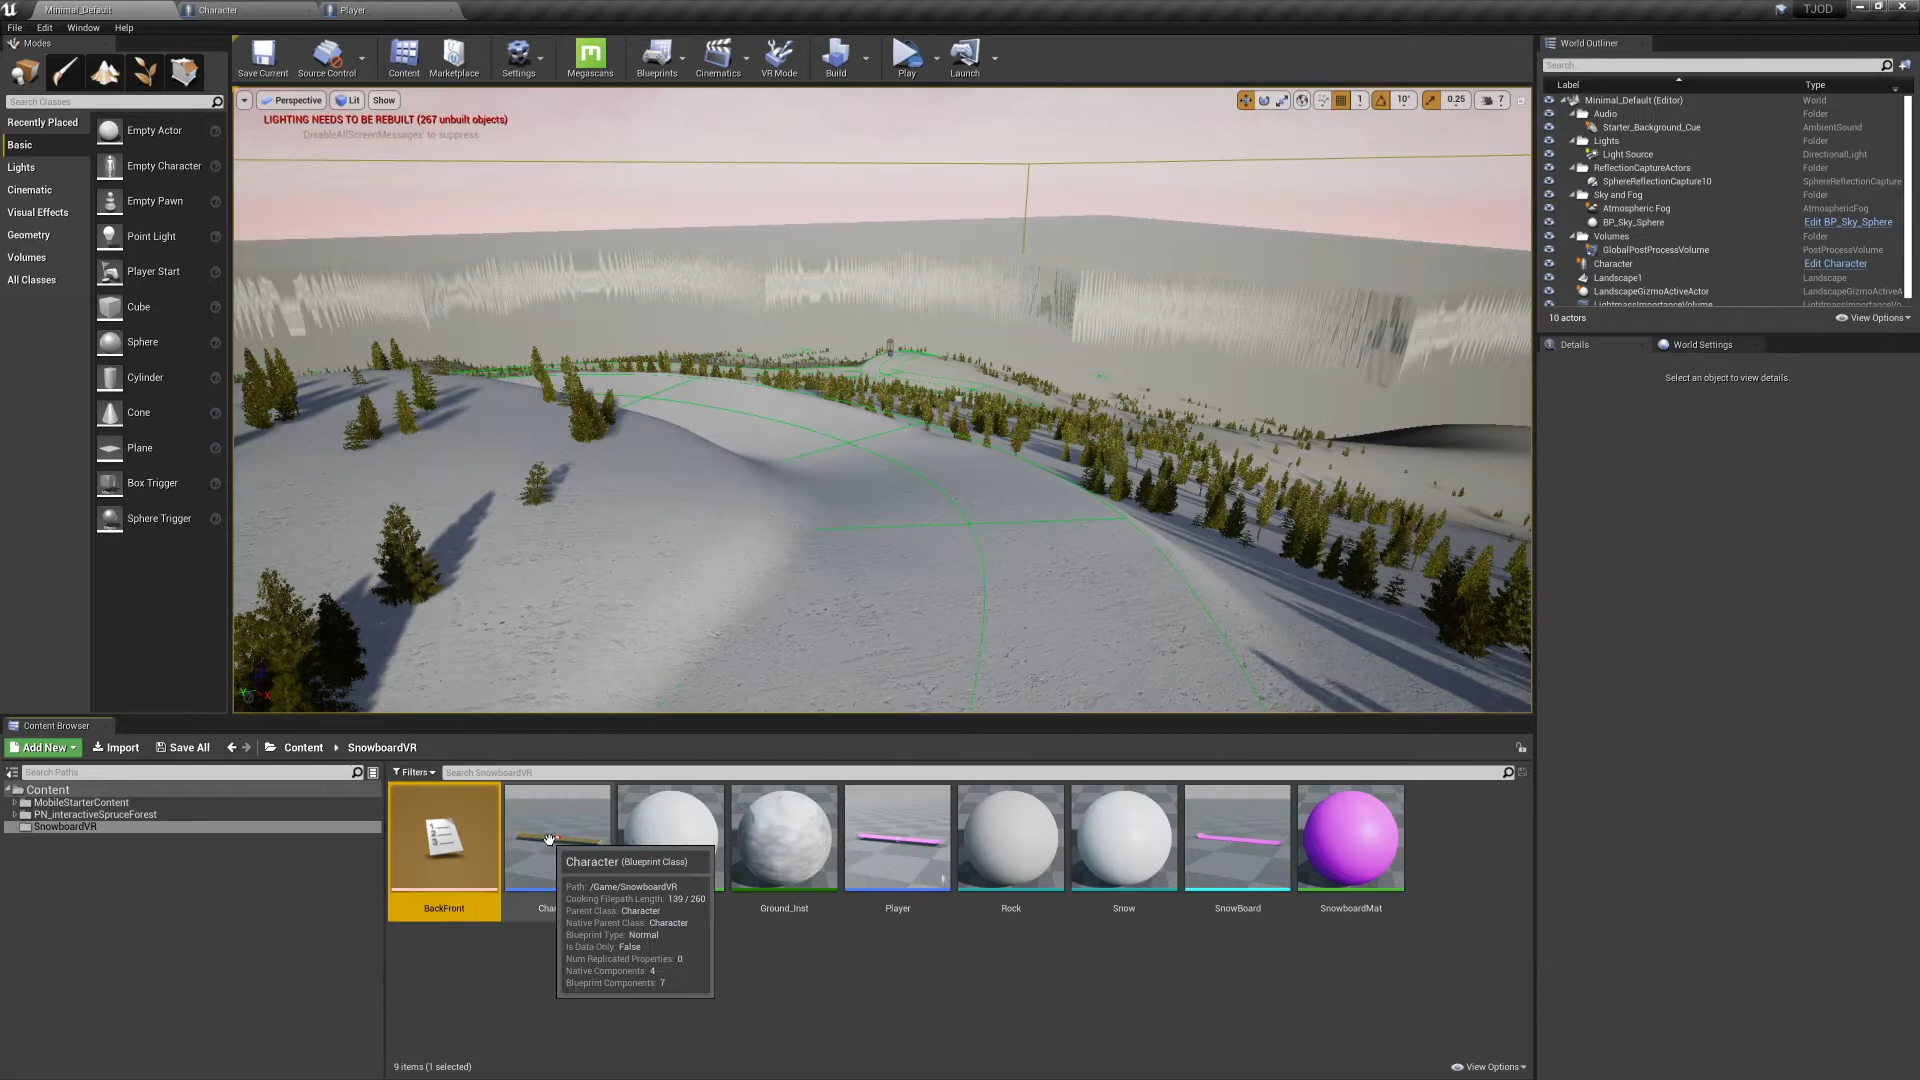 Minimal_Default
Character
Player
TJOD
File
Edit
Window
Help
Modes
Save Current
Source Control
Content
Marketplace
Settings
Megascans
Blueprints
Cinematics
VR Mode
Build
Play
Launch
Search Classes
Recently Placed
Basic
Lights
Cinematic
Visual Effects
Geometry
Volumes
All Classes
Empty Actor
Empty Character
Empty Pawn
Point Light
Player Start
Cube
Sphere
Cylinder
Cone
Plane
Box Trigger
Sphere Trigger
Perspective
Lit
Show
1
10°
0.25
7
LIGHTING NEEDS TO BE REBUILT (267 unbuilt objects)
'DisableAllScreenMessages' to suppress
World Outliner
Search...
Label
Type
Minimal_Default (Editor)
World
Audio
Folder
Starter_Background_Cue
AmbientSound
Lights
Folder
Light Source
DirectionalLight
ReflectionCaptureActors
Folder
SphereReflectionCapture10
SphereReflectionCapture
Sky and Fog
Folder
Atmospheric Fog
AtmosphericFog
BP_Sky_Sphere
Edit BP_Sky_Sphere
Volumes
Folder
GlobalPostProcessVolume
PostProcessVolume
Character
Edit Character
Landscape1
Landscape
LandscapeGizmoActiveActor
LandscapeGizmoActiveA
LightmassImportanceVolume
LightmassImportanceVo
10 actors
View Options
Details
World Settings
Select an object to view details.
Content Browser
Add New
Import
Save All
Content
SnowboardVR
Search Paths
Filters
Search SnowboardVR
Content
MobileStarterContent
PN_interactiveSpruceForest
SnowboardVR
BackFront
Char
Ground_Inst
Player
Rock
Snow
SnowBoard
SnowboardMat
Character (Blueprint Class)
Path: /Game/SnowboardVR
Cooking Filepath Length: 139 / 260
Parent Class: Character
Native Parent Class: Character
Blueprint Type: Normal
Is Data Only: False
Num Replicated Properties: 0
Native Components: 4
Blueprint Components: 7
9 items (1 selected)
View Options